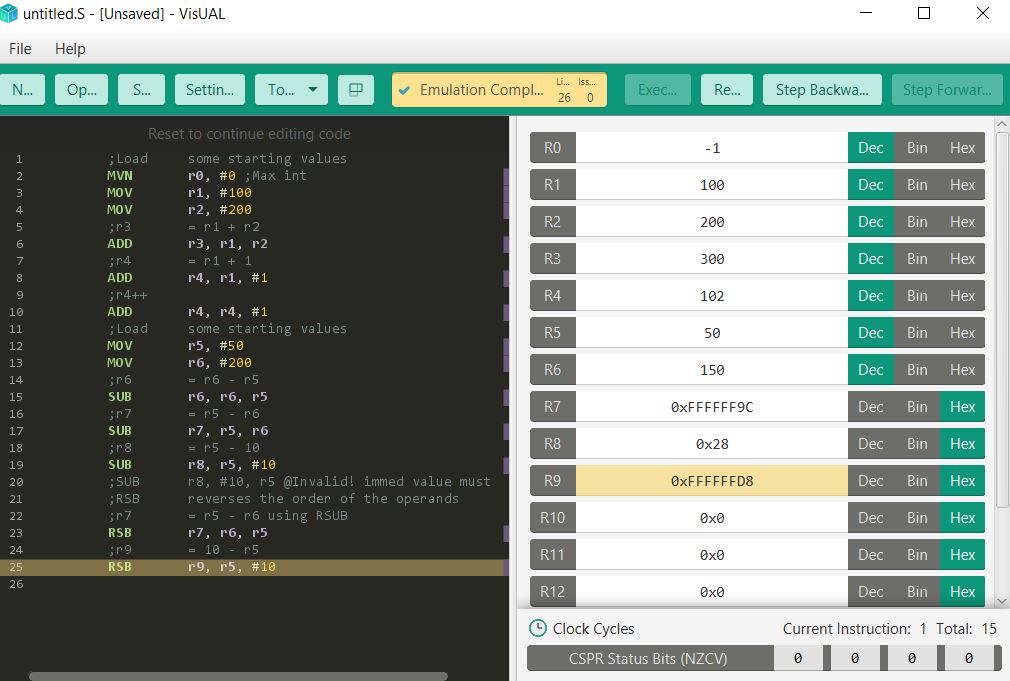 untitled.S - [Unsaved] - VisUAL
File Help
N... Op... S... Settin... To... Emulation Compl... Li... 26 Iss... 0 Exec... Re... Step Backwa... Step Forwar...
Reset to continue editing code
1 ;Load some starting values
2 MVN r0, #0 ;Max int
3 MOV r1, #100
4 MOV r2, #200
5 ;r3 = r1 + r2
6 ADD r3, r1, r2
7 ;r4 = r1 + 1
8 ADD r4, r1, #1
9 ;r4++
10 ADD r4, r4, #1
11 ;Load some starting values
12 MOV r5, #50
13 MOV r6, #200
14 ;r6 = r6 - r5
15 SUB r6, r6, r5
16 ;r7 = r5 - r6
17 SUB r7, r5, r6
18 ;r8 = r5 - 10
19 SUB r8, r5, #10
20 ;SUB r8, #10, r5 @Invalid! immed value must
21 ;RSB reverses the order of the operands
22 ;r7 = r5 - r6 using RSUB
23 RSB r7, r6, r5
24 ;r9 = 10 - r5
25 RSB r9, r5, #10
26
R0 -1 Dec Bin Hex
R1 100 Dec Bin Hex
R2 200 Dec Bin Hex
R3 300 Dec Bin Hex
R4 102 Dec Bin Hex
R5 50 Dec Bin Hex
R6 150 Dec Bin Hex
R7 0xFFFFFF9C Dec Bin Hex
R8 0x28 Dec Bin Hex
R9 0xFFFFFFD8 Dec Bin Hex
R10 0x0 Dec Bin Hex
R11 0x0 Dec Bin Hex
R12 0x0 Dec Bin Hex
Clock Cycles Current Instruction: 1 Total: 15
CSPR Status Bits (NZCV) 0 0 0 0